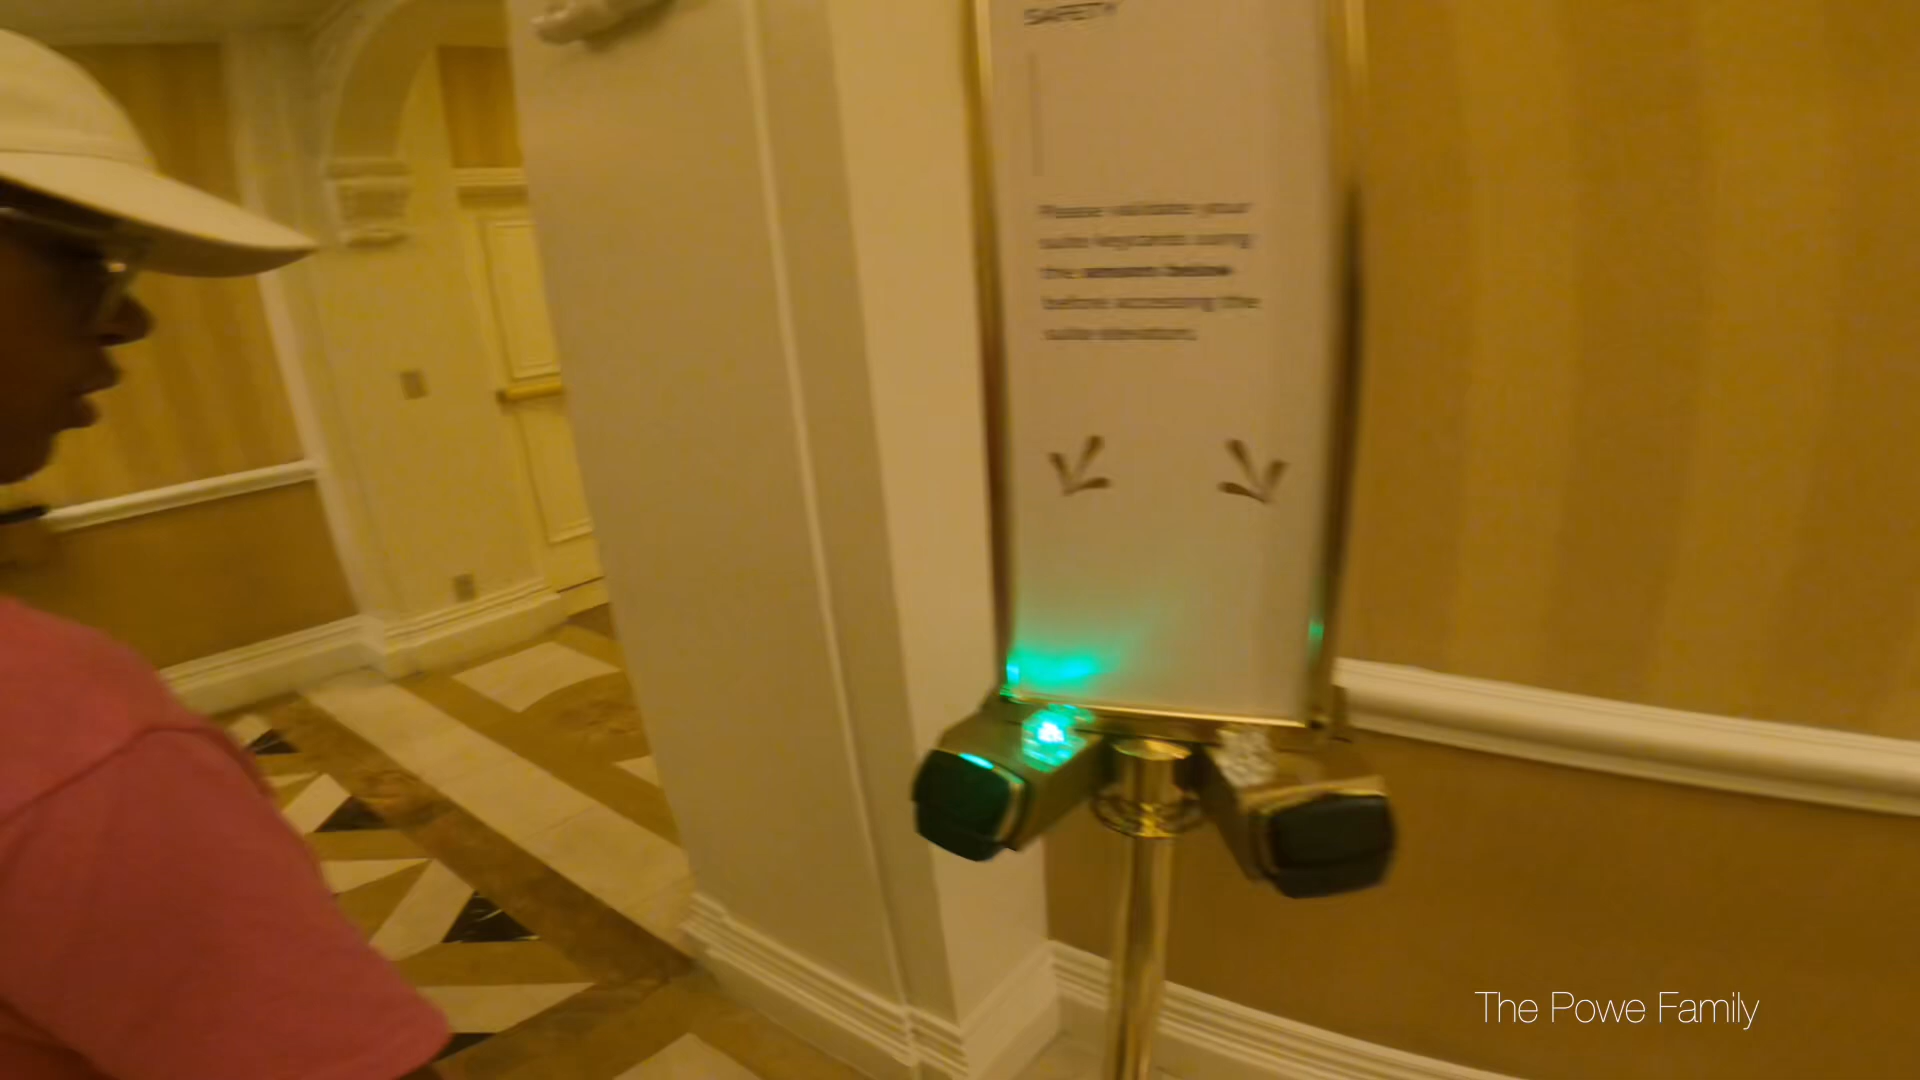 SAFETY
Please validate your
suite keycards using
the sensors below
before accessing the
suite elevators.
The Powe Family